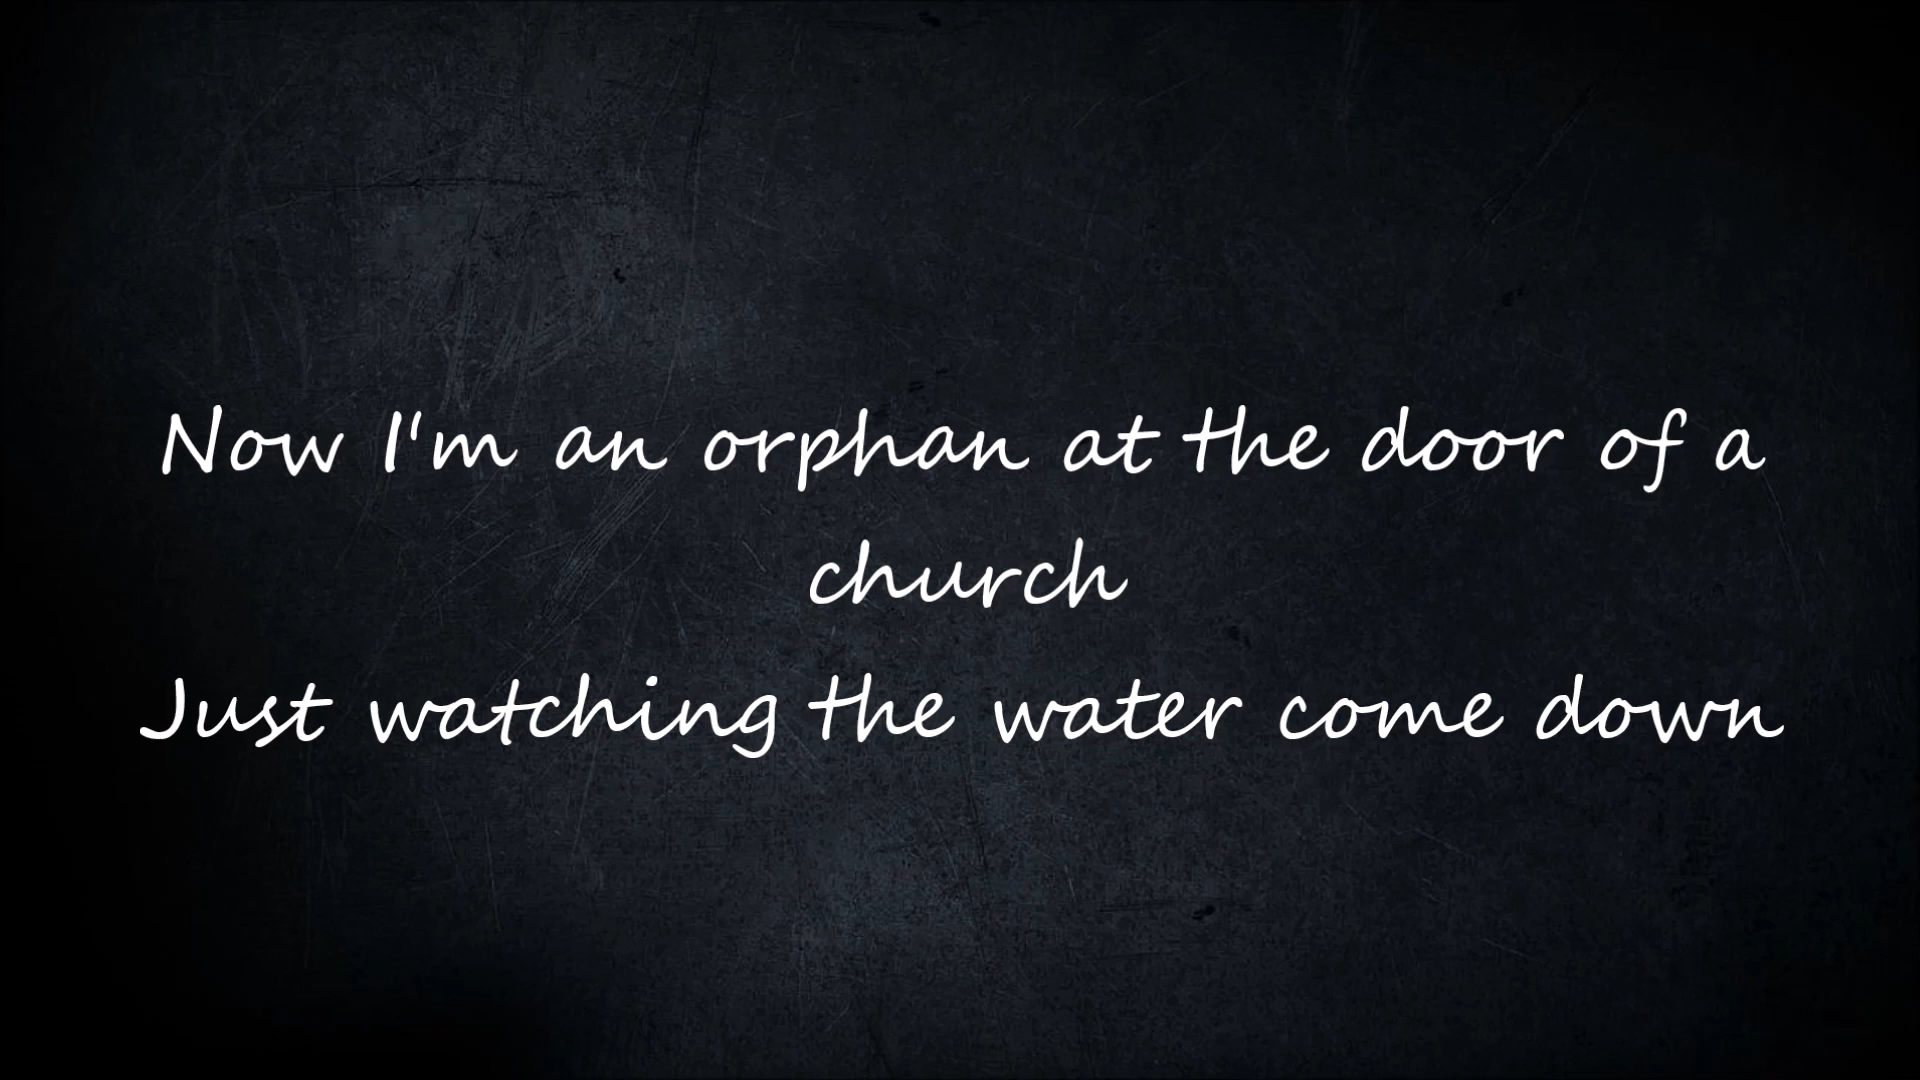 Now I'm an orphan at the door of a
church
Just watching the water come down